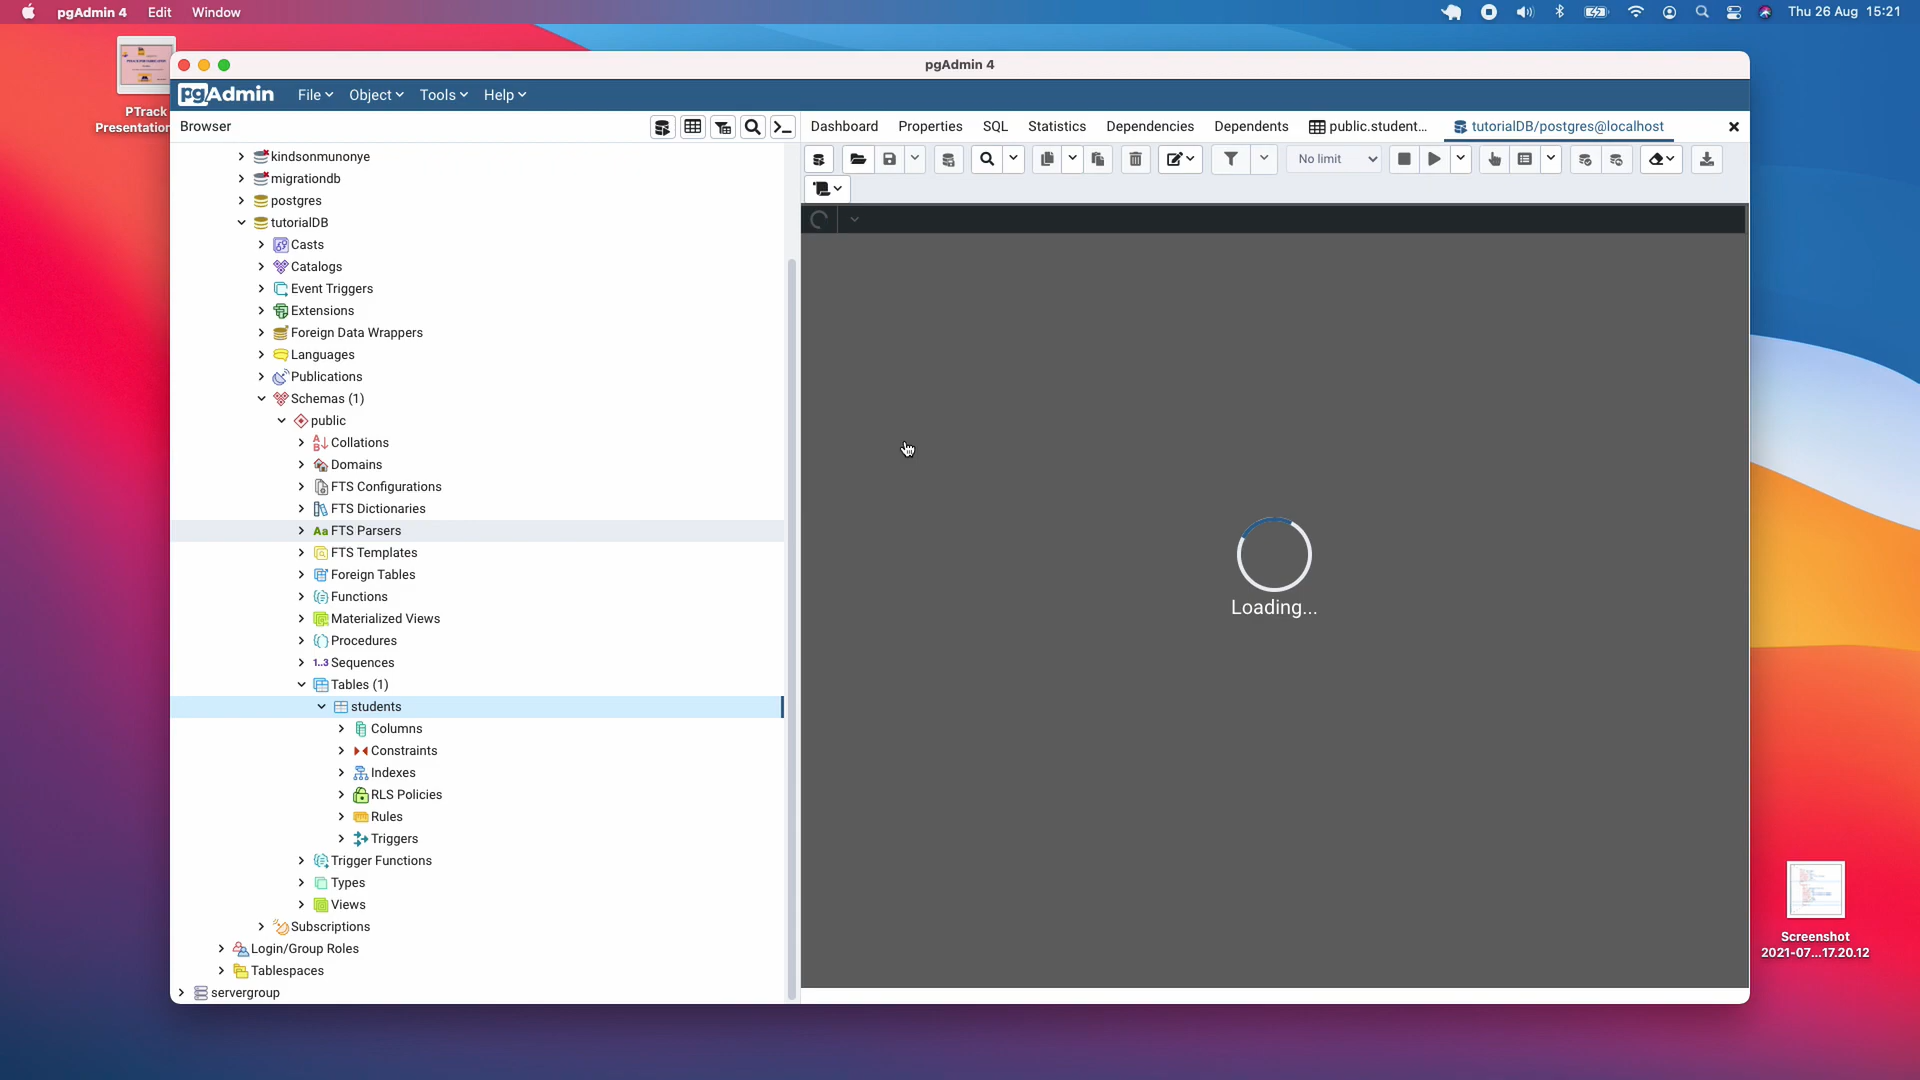 pgAdmin 4 Edit Window Thu 26 Aug 15:21
PTrack
Presentation
pgAdmin 4
pgAdmin File Object Tools Help
Browser
Dashboard Properties SQL Statistics Dependencies Dependents public.student... tutorialDB/postgres@localhost
No limit
kindsonmunonye
migrationdb
postgres
tutorialDB
Casts
Catalogs
Event Triggers
Extensions
Foreign Data Wrappers
Languages
Publications
Schemas (1)
public
Collations
Domains
FTS Configurations
FTS Dictionaries
Aa FTS Parsers
FTS Templates
Foreign Tables
Functions
Materialized Views
Procedures
1..3 Sequences
Tables (1)
students
Columns
Constraints
Indexes
RLS Policies
Rules
Triggers
Trigger Functions
Types
Views
Subscriptions
Login/Group Roles
Tablespaces
servergroup
Loading...
Screenshot
2021-07...17.20.12